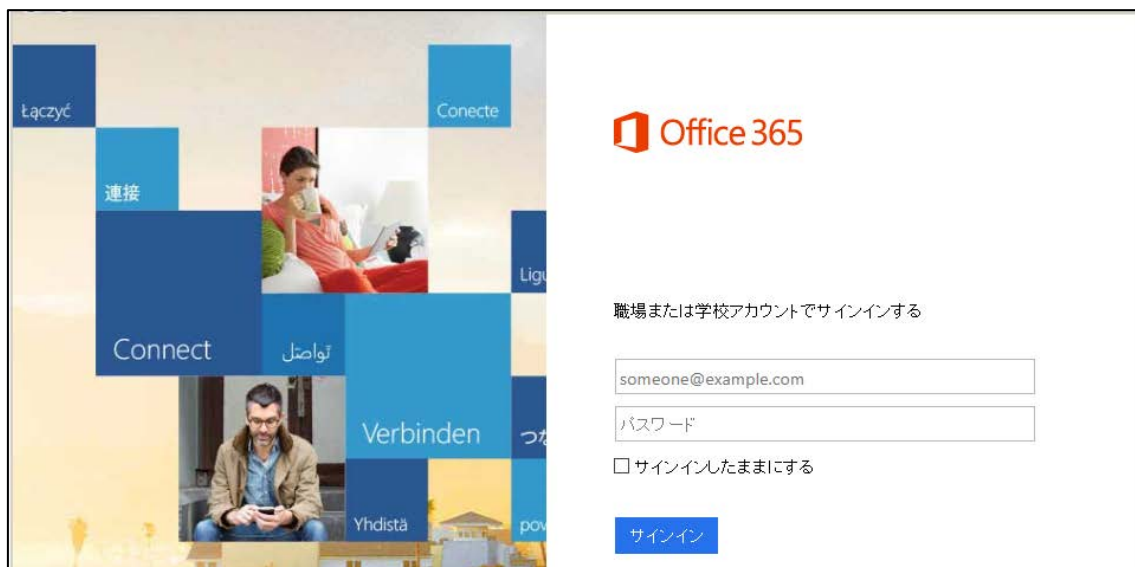 Łączyć
Conecte
連接
Connect
تواصل
Verbinden
Yhdistä
Office 365
職場または学校アカウントでサインインする
someone@example.com
パスワード
サインインしたままにする
サインイン